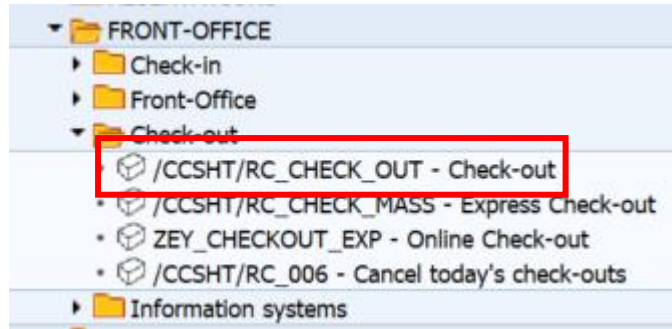 FRONT-OFFICE
Check-in
Front-Office
Check-out
/CCSHT/RC_CHECK_OUT - Check-out
/CCSHT/RC_CHECK_MASS - Express Check-out
ZEY_CHECKOUT_EXP - Online Check-out
/CCSHT/RC_006 - Cancel today's check-outs
Information systems